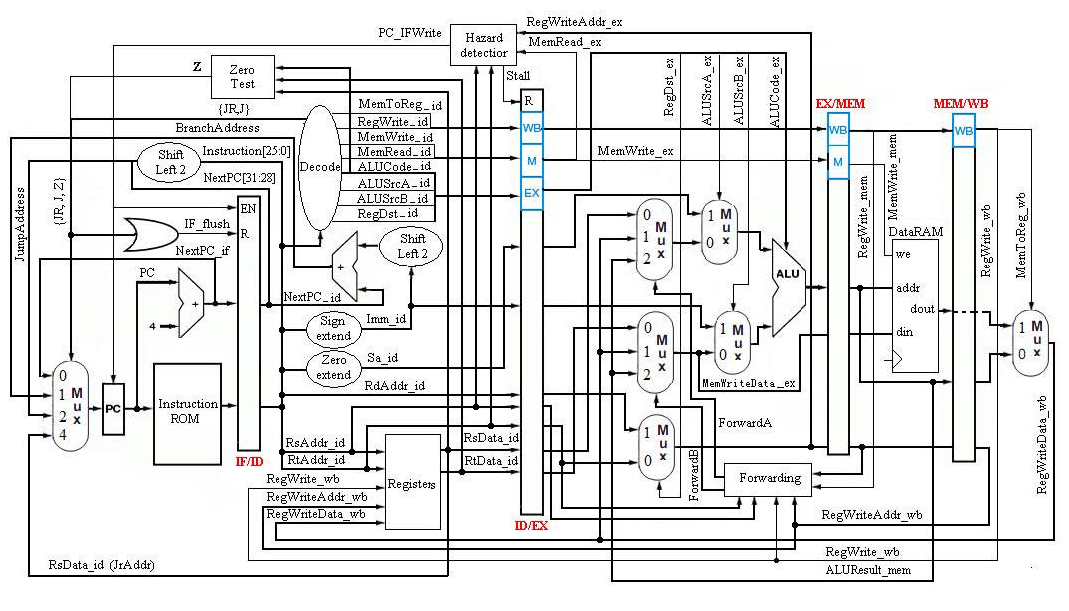 RegWriteAddr_ex
PC_IFWrite
Hazard
detection
MemRead_ex
Z
Zero
Test
Stall
{JR,J}
BranchAddress
R
WB
M
EX
MemToReg_id
RegWrite_id
MemWrite_id
MemRead_id
ALUCode_id
ALUSrcA_id
ALUSrcB_id
RegDst_id
Decode
RegDst_ex
ALUSrcA_ex
ALUSrcB_ex
ALUCode_ex
EX/MEM
WB
M
MEM/WB
WB
MemWrite_ex
Shift
Left 2
Instruction[25:0]
NextPC[31:28]
JumpAddress
{JR, J, Z}
EN
R
IF_flush
NextPC_if
PC
4
+
+
Shift
Left 2
NextPC_id
Sign
extend
Imm_id
Zero
extend
Sa_id
RdAddr_id
0
1
2
4
Mux
PC
Instruction
ROM
IF/ID
RsAddr_id
RtAddr_id
RegWrite_wb
RegWriteAddr_wb
RegWriteData_wb
Registers
RsData_id
RtData_id
ID/EX
0
1
2
Mux
1
0
Mux
0
1
2
Mux
1
0
Mux
1
0
Mux
ALU
MemWriteData_ex
ForwardA
ForwardB
Forwarding
RegWrite_mem
MemWrite_mem
DataRAM
we
addr
dout
din
RegWrite_wb
MemToReg_wb
1
0
Mux
RegWriteData_wb
RegWriteAddr_wb
RegWrite_wb
ALUResult_mem
RsData_id (JrAddr)